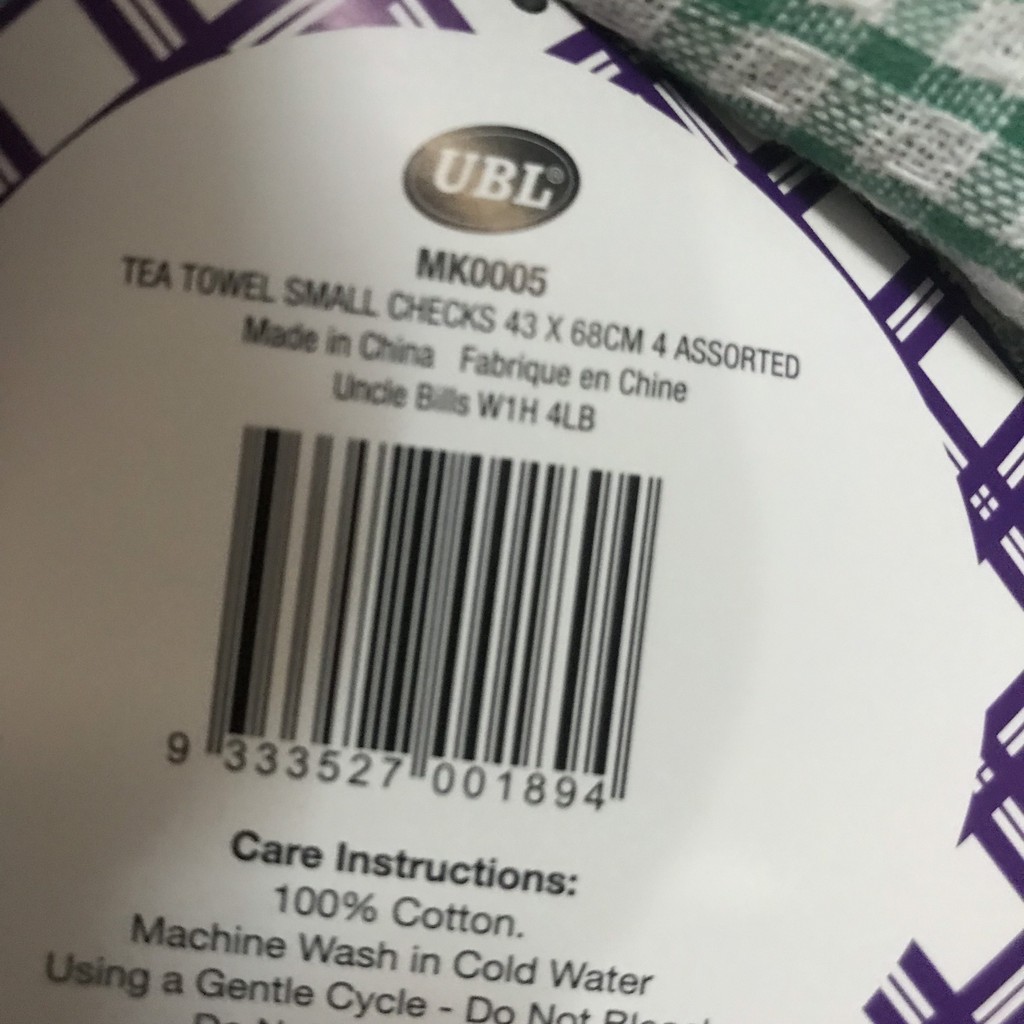 UBL®
MK0005
TEA TOWEL SMALL CHECKS 43 X 68CM 4 ASSORTED
Made in China Fabrique en Chine
Uncle Bills W1H 4LB
9 333527 001894
Care Instructions:
100% Cotton.
Machine Wash in Cold Water
Using a Gentle Cycle - Do Not